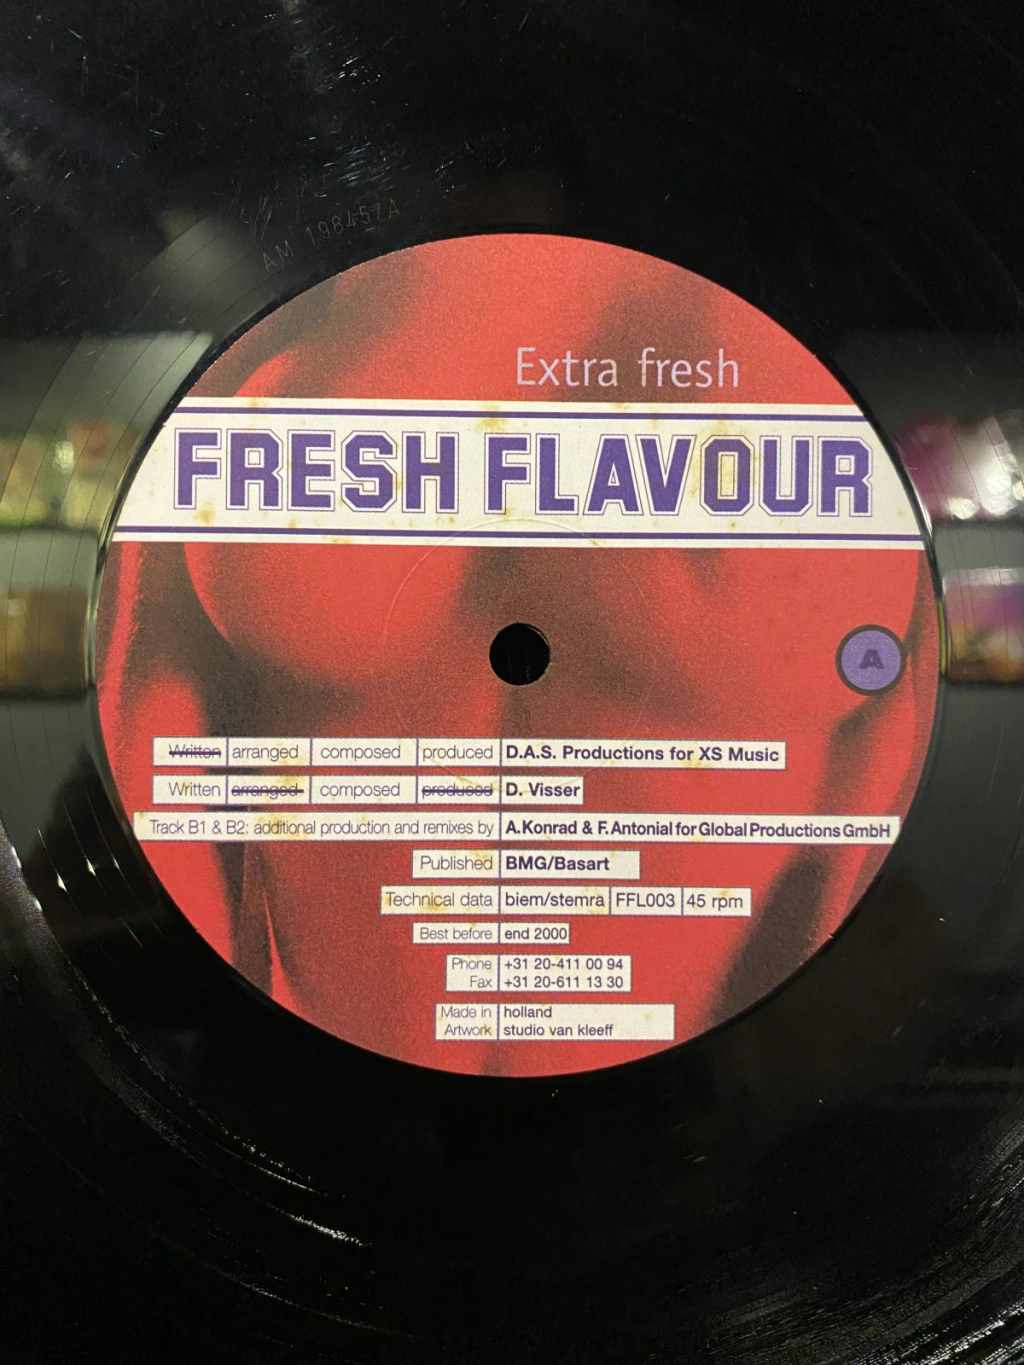 AM 198457A
Extra fresh
FRESH FLAVOUR
A
Written arranged composed produced D.A.S. Productions for XS Music
Written arranged composed produced D. Visser
Track B1 & B2: additional production and remixes by A.Konrad & F.Antonial for Global Productions GmbH
Published BMG/Basart
Technical data biem/stemra FFL003 45 rpm
Best before end 2000
Phone +31 20-411 00 94
Fax +31 20-611 13 30
Made in holland
Artwork studio van kleeff